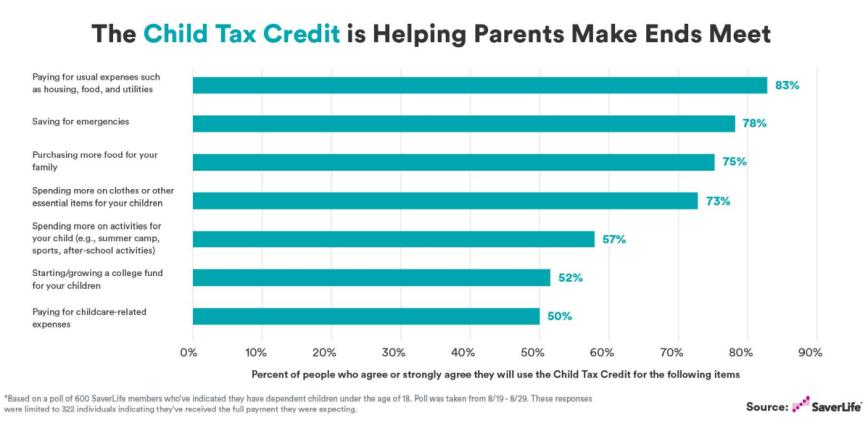 The Child Tax Credit is Helping Parents Make Ends Meet
Paying for usual expenses such
as housing, food, and utilities
83%
Saving for emergencies
78%
Purchasing more food for your
family
75%
Spending more on clothes or other
essential items for your children
73%
Spending more on activities for
your child (e.g., summer camp,
sports, after-school activities)
57%
Starting/growing a college fund
for your children
52%
Paying for childcare-related
expenses
50%
0% 10% 20% 30% 40% 50% 60% 70% 80% 90%
Percent of people who agree or strongly agree they will use the Child Tax Credit for the following items
*Based on a poll of 600 SaverLife members who've indicated they have dependent children under the age of 18. Poll was taken from 8/19 - 8/29. These responses
were limited to 322 individuals indicating they've received the full payment they were expecting.
Source: SaverLife